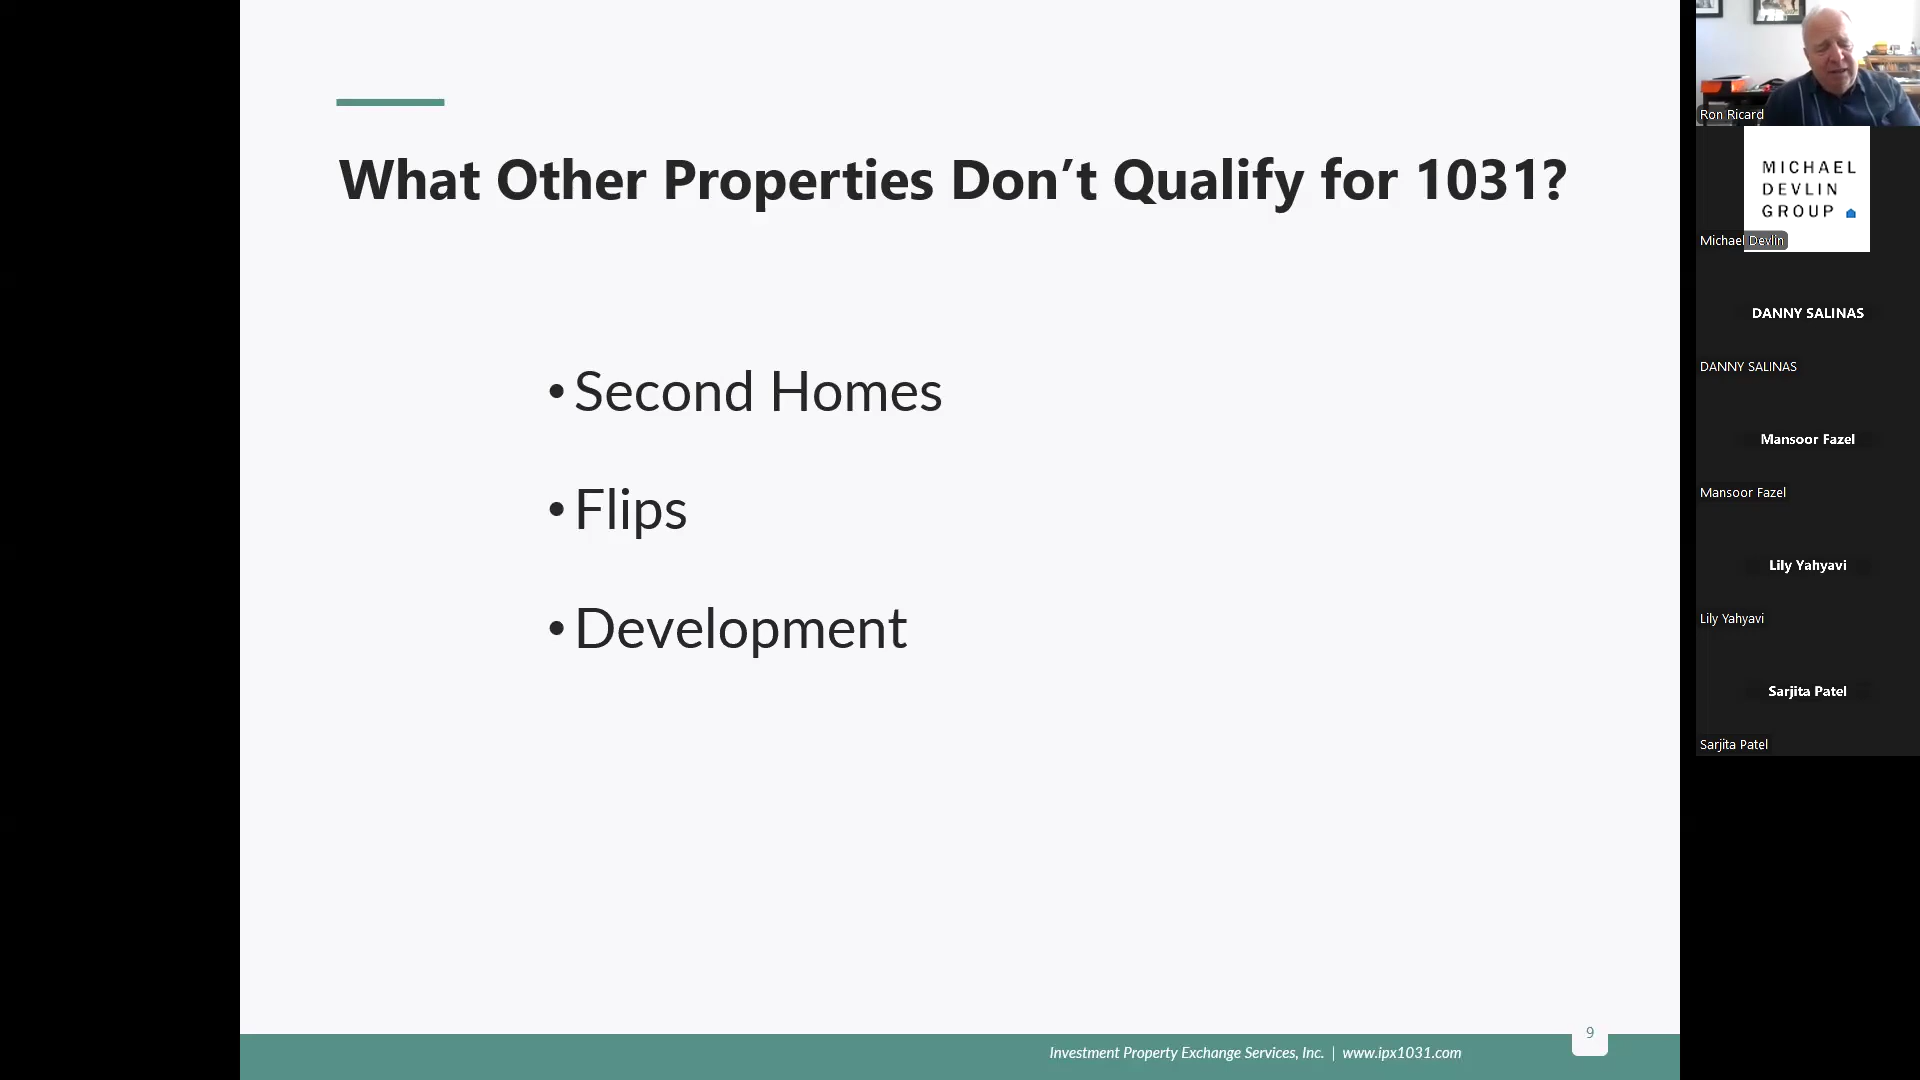 What Other Properties Don’t Qualify for 1031?
• Second Homes
• Flips
• Development
Investment Property Exchange Services, Inc. | www.ipx1031.com
9
Ron Ricard
MICHAEL
DEVLIN
GROUP
Michael Devlin
DANNY SALINAS
DANNY SALINAS
Mansoor Fazel
Mansoor Fazel
Lily Yahyavi
Lily Yahyavi
Sarjita Patel
Sarjita Patel